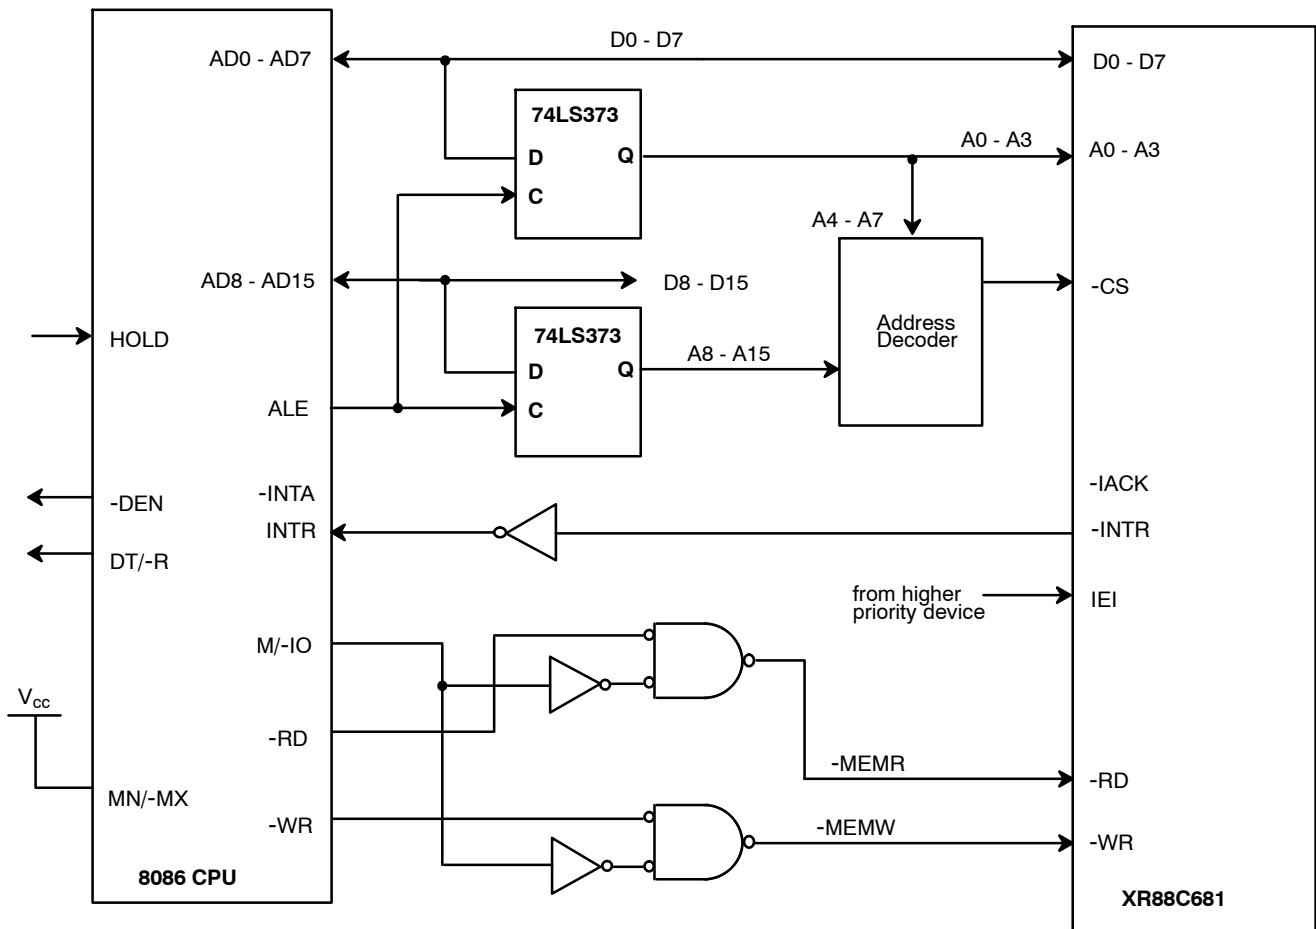 D0 - D7
AD0 - AD7
D0 - D7
74LS373
D
Q
C
A0 - A3
A0 - A3
A4 - A7
AD8 - AD15
D8 - D15
-CS
HOLD
74LS373
D
Q
C
A8 - A15
Address
Decoder
ALE
-DEN
-INTA
-IACK
INTR
-INTR
DT/-R
from higher
priority device
IEI
M/-IO
Vcc
-RD
-MEMR
-RD
MN/-MX
-WR
-MEMW
-WR
8086 CPU
XR88C681